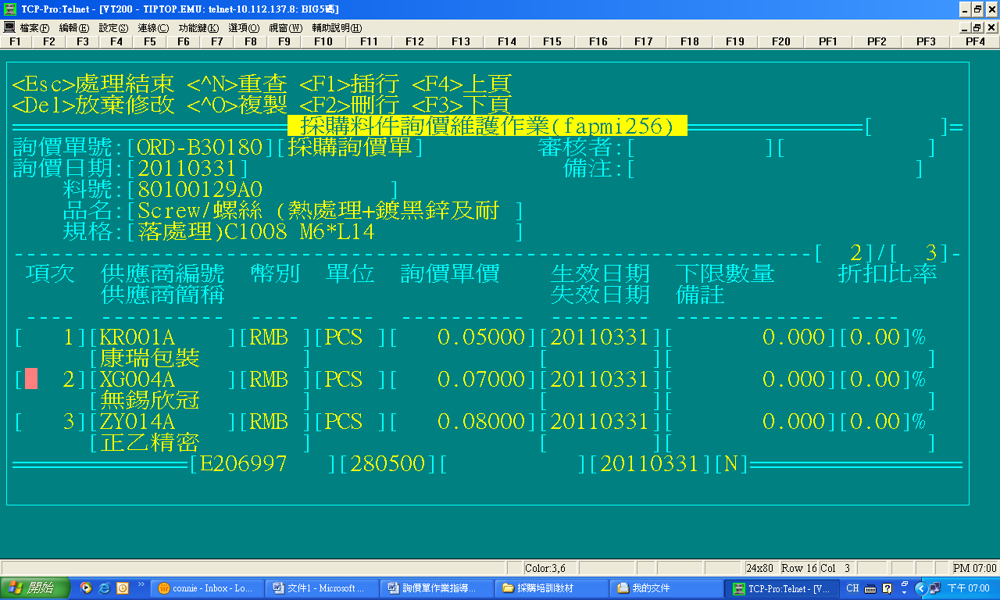 TCP-Pro:Telnet - [VT200 - TIPTOP.EMU: telnet-10.112.137.8: BIG5碼]
檔案(F) 編輯(E) 設定(S) 連線(C) 功能鍵(K) 選項(O) 視窗(W) 輔助說明(H)
F1 F2 F3 F4 F5 F6 F7 F8 F9 F10 F11 F12 F13 F14 F15 F16 F17 F18 F19 F20 PF1 PF2 PF3 PF4
<Esc>處理結束 <^N>重查 <F1>插行 <F4>上頁
<Del>放棄修改 <^O>複製 <F2>刪行 <F3>下頁
採購料件詢價維護作業(fapmi256) [ ]
詢價單號:[ORD-B30180][採購詢價單] 審核者:[ ][ ]
詢價日期:[20110331] 備注:[ ]
料號:[80100129A0 ]
品名:[Screw/螺絲 (熱處理+鍍黑鋅及耐 ]
規格:[落處理)C1008 M6*L14 ]
[ 2]/[ 3]
項次 供應商編號 幣別 單位 詢價單價 生效日期 下限數量 折扣比率
供應商簡稱 失效日期 備註
[ 1][KR001A ][RMB ][PCS ][ 0.05000][20110331][ 0.000][0.00]%
[康瑞包裝 ] [ ][ ]
[ 2][XG004A ][RMB ][PCS ][ 0.07000][20110331][ 0.000][0.00]%
[無錫欣冠 ] [ ][ ]
[ 3][ZY014A ][RMB ][PCS ][ 0.08000][20110331][ 0.000][0.00]%
[正乙精密 ] [ ][ ]
[E206997 ][280500][ ][20110331][N]
Color:3,6 24x80 Row 16 Col 3 PM 07:00
開始 connie - Inbox - Lo... 文件1 - Microsoft ... 詢價單作業指導... 採購培訓教材 我的文件 TCP-Pro:Telnet - [V... CH 下午 07:00